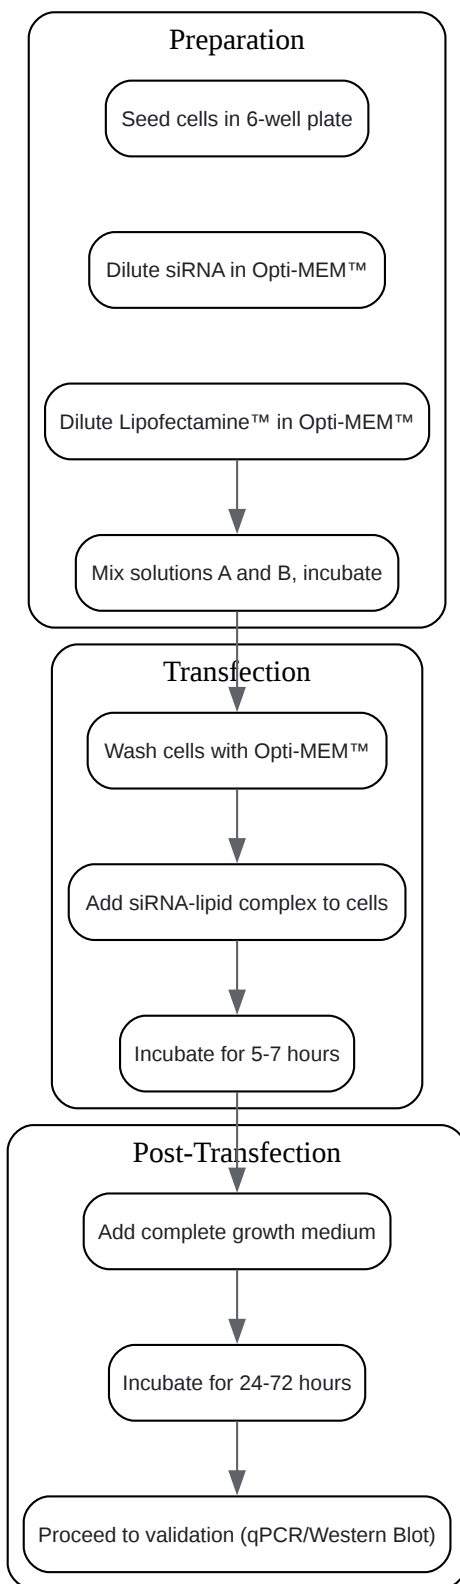 Preparation
Seed cells in 6-well plate
Dilute siRNA in Opti-MEM™
Dilute Lipofectamine™ in Opti-MEM™
Mix solutions A and B, incubate
Transfection
Wash cells with Opti-MEM™
Add siRNA-lipid complex to cells
Incubate for 5-7 hours
Post-Transfection
Add complete growth medium
Incubate for 24-72 hours
Proceed to validation (qPCR/Western Blot)